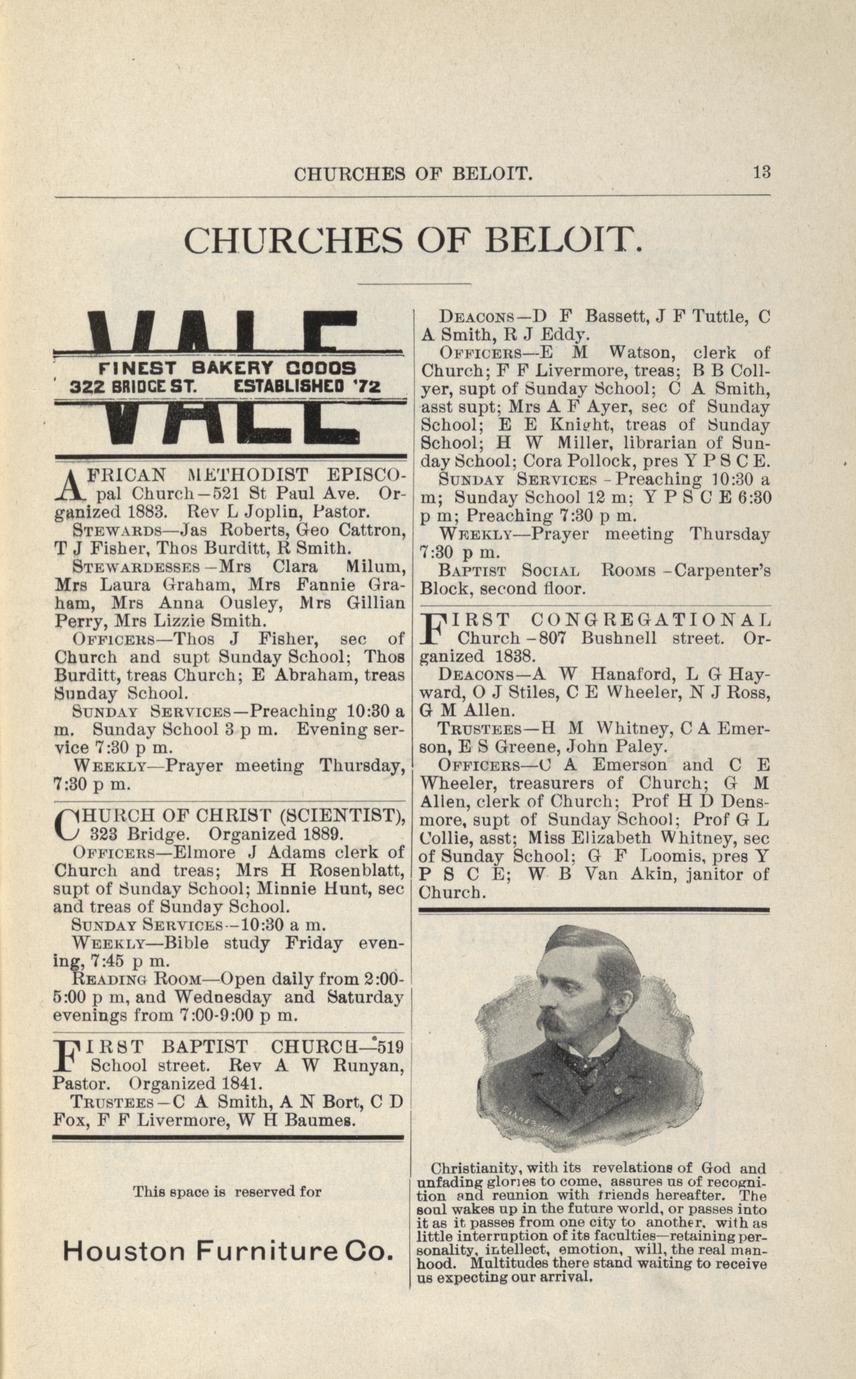 CHURCHES OF BELOIT. 13
CHURCHES OF BELOIT.
VALE
FINEST BAKERY GOODS
322 BRIDGE ST. ESTABLISHED '72
VALE
AFRICAN METHODIST EPISCO-
pal Church—521 St Paul Ave. Or-
ganized 1883. Rev L Joplin, Pastor.
STEWARDS—Jas Roberts, Geo Cattron,
T J Fisher, Thos Burditt, R Smith.
STEWARDESSES—Mrs Clara Milum,
Mrs Laura Graham, Mrs Fannie Gra-
ham, Mrs Anna Ousley, Mrs Gillian
Perry, Mrs Lizzie Smith.
OFFICERS—Thos J Fisher, sec of
Church and supt Sunday School; Thos
Burditt, treas Church; E Abraham, treas
Sunday School.
SUNDAY SERVICES—Preaching 10:30 a
m. Sunday School 3 p m. Evening ser-
vice 7:30 p m.
WEEKLY—Prayer meeting Thursday,
7:30 p m.
CHURCH OF CHRIST (SCIENTIST),
323 Bridge. Organized 1889.
OFFICERS—Elmore J Adams clerk of
Church and treas; Mrs H Rosenblatt,
supt of Sunday School; Minnie Hunt, sec
and treas of Sunday School.
SUNDAY SERVICES—10:30 a m.
WEEKLY—Bible study Friday even-
ing, 7:45 p m.
READING ROOM—Open daily from 2:00-
5:00 p m, and Wednesday and Saturday
evenings from 7:00-9:00 p m.
FIRST BAPTIST CHURCH—519
School street. Rev A W Runyan,
Pastor. Organized 1841.
TRUSTEES—C A Smith, A N Bort, C D
Fox, F F Livermore, W H Baumes.
This space is reserved for
Houston Furniture Co.
DEACONS—D F Bassett, J F Tuttle, C
A Smith, R J Eddy.
OFFICERS—E M Watson, clerk of
Church; F F Livermore, treas; B B Coll-
yer, supt of Sunday School; C A Smith,
asst supt; Mrs A F Ayer, sec of Sunday
School; E E Knight, treas of Sunday
School; H W Miller, librarian of Sun-
day School; Cora Pollock, pres Y P S C E.
SUNDAY SERVICES—Preaching 10:30 a
m; Sunday School 12 m; Y P S C E 6:30
p m; Preaching 7:30 p m.
WEEKLY—Prayer meeting Thursday
7:30 p m.
BAPTIST SOCIAL ROOMS—Carpenter's
Block, second floor.
FIRST CONGREGATIONAL
Church—807 Bushnell street. Or-
ganized 1838.
DEACONS—A W Hanaford, L G Hay-
ward, O J Stiles, C E Wheeler, N J Ross,
G M Allen.
TRUSTEES—H M Whitney, C A Emer-
son, E S Greene, John Paley.
OFFICERS—C A Emerson and C E
Wheeler, treasurers of Church; G M
Allen, clerk of Church; Prof H D Dens-
more, supt of Sunday School; Prof G L
Collie, asst; Miss Elizabeth Whitney, sec
of Sunday School; G F Loomis, pres Y
P S C E; W B Van Akin, janitor of
Church.
Christianity, with its revelations of God and
unfading glories to come, assures us of recogni-
tion and reunion with friends hereafter. The
soul wakes up in the future world, or passes into
it as it passes from one city to another, with as
little interruption of its faculties—retaining per-
sonality, intellect, emotion, will, the real man-
hood. Multitudes there stand waiting to receive
us expecting our arrival.